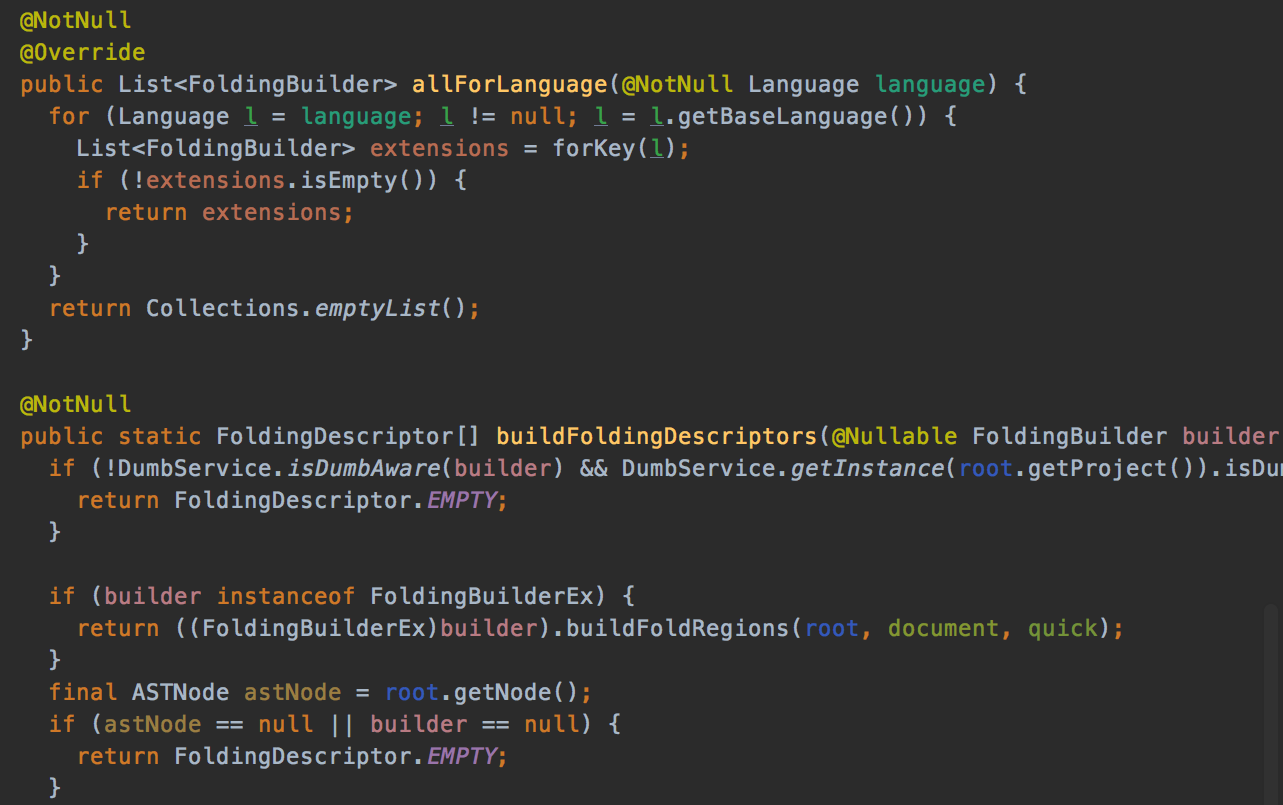 @NotNull
@Override
public List<FoldingBuilder> allForLanguage(@NotNull Language language) {
  for (Language l = language; l != null; l = l.getBaseLanguage()) {
    List<FoldingBuilder> extensions = forKey(l);
    if (!extensions.isEmpty()) {
      return extensions;
    }
  }
  return Collections.emptyList();
}

@NotNull
public static FoldingDescriptor[] buildFoldingDescriptors(@Nullable FoldingBuilder builder
  if (!DumbService.isDumbAware(builder) && DumbService.getInstance(root.getProject()).isDu
    return FoldingDescriptor.EMPTY;
  }

  if (builder instanceof FoldingBuilderEx) {
    return ((FoldingBuilderEx)builder).buildFoldRegions(root, document, quick);
  }
  final ASTNode astNode = root.getNode();
  if (astNode == null || builder == null) {
    return FoldingDescriptor.EMPTY;
  }